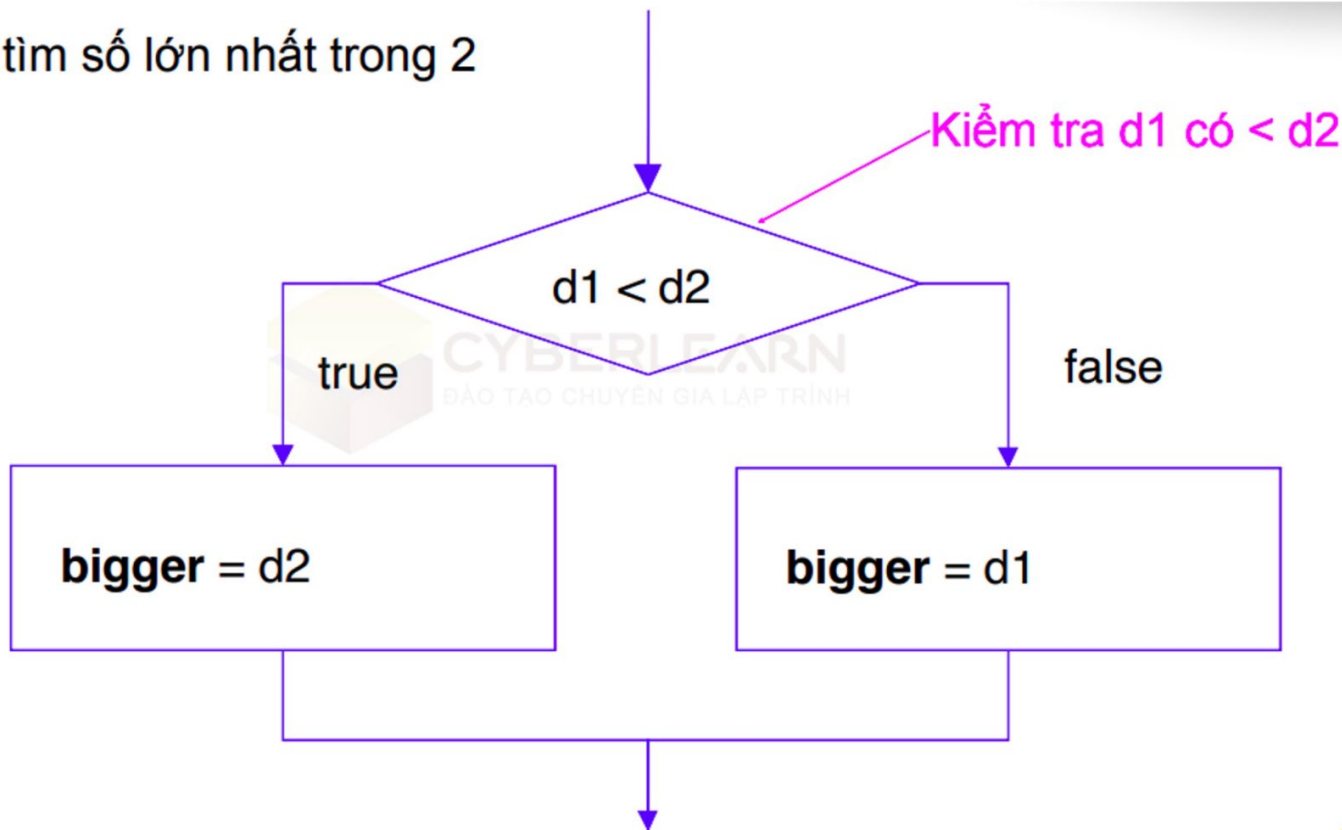 tìm số lớn nhất trong 2
Kiểm tra d1 có < d2
d1 < d2
true
false
CYBERLEARN
ĐÀO TẠO CHUYÊN GIA LẬP TRÌNH
bigger = d2
bigger = d1